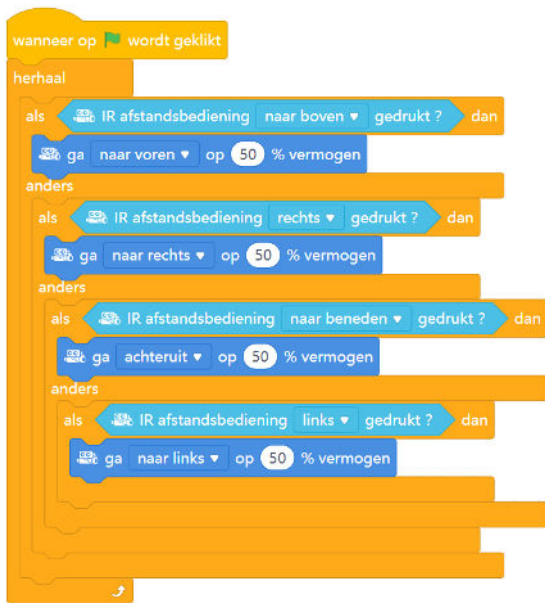 wanneer op wordt geklikt
herhaal
als IR afstandsbediening naar boven gedrukt ? dan
ga naar voren op 50 % vermogen
anders
als IR afstandsbediening rechts gedrukt ? dan
ga naar rechts op 50 % vermogen
anders
als IR afstandsbediening naar beneden gedrukt ? dan
ga achteruit op 50 % vermogen
anders
als IR afstandsbediening links gedrukt ? dan
ga naar links op 50 % vermogen